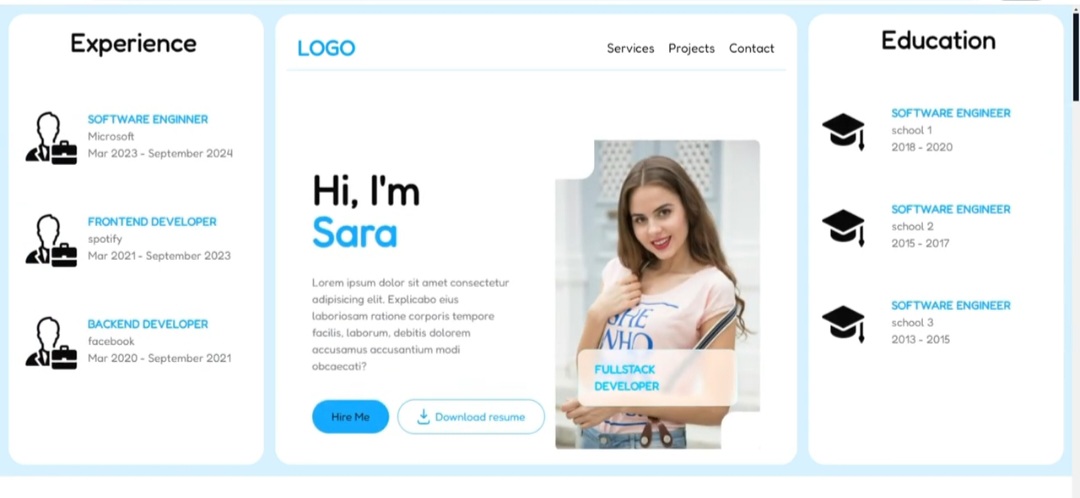 Experience
SOFTWARE ENGINNER
Microsoft
Mar 2023 - September 2024
FRONTEND DEVELOPER
spotify
Mar 2021 - September 2023
BACKEND DEVELOPER
facebook
Mar 2020 - September 2021
LOGO
Services Projects Contact
Hi, I'm
Sara
Lorem ipsum dolor sit amet consectetur
adipisicing elit. Explicabo eius
laboriosam ratione corporis tempore
facilis, laborum, debitis dolorem
accusamus accusantium modi
obcaecati?
Hire Me
Download resume
SHE
WHO
FULLSTACK
DEVELOPER
Education
SOFTWARE ENGINEER
school 1
2018 - 2020
SOFTWARE ENGINEER
school 2
2015 - 2017
SOFTWARE ENGINEER
school 3
2013 - 2015